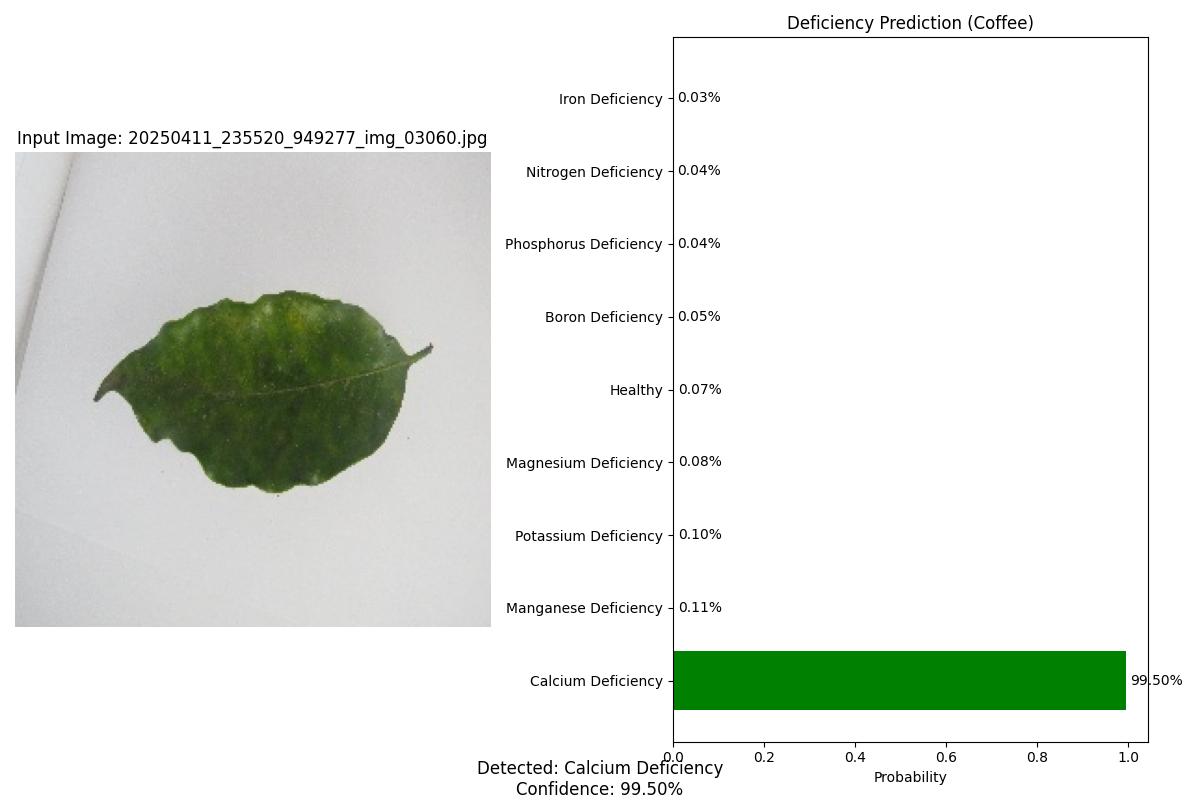 Deficiency Prediction (Coffee)
Input Image: 20250411_235520_949277_img_03060.jpg
Iron Deficiency 0.03%
Nitrogen Deficiency 0.04%
Phosphorus Deficiency 0.04%
Boron Deficiency 0.05%
Healthy 0.07%
Magnesium Deficiency 0.08%
Potassium Deficiency 0.10%
Manganese Deficiency 0.11%
Calcium Deficiency 99.50%
0.0 0.2 0.4 0.6 0.8 1.0
Probability
Detected: Calcium Deficiency
Confidence: 99.50%